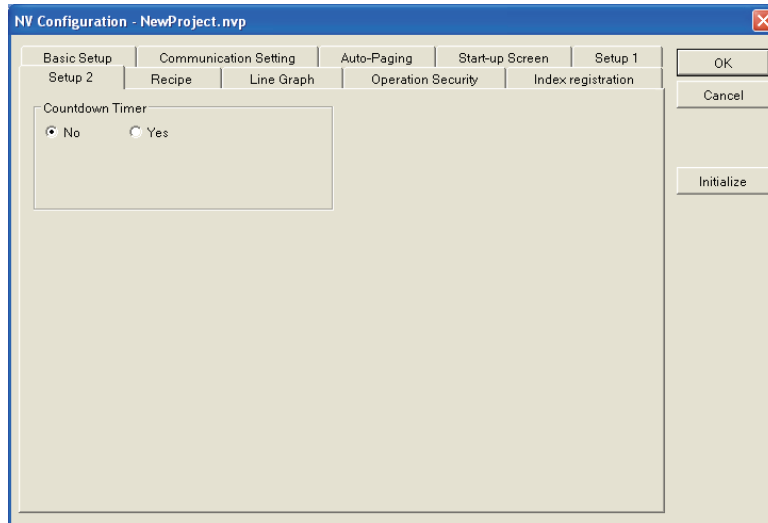 NV Configuration - NewProject.nvp
Basic Setup Communication Setting Auto-Paging Start-up Screen Setup 1
Setup 2 Recipe Line Graph Operation Security Index registration
OK
Cancel
Initialize
Countdown Timer
No Yes